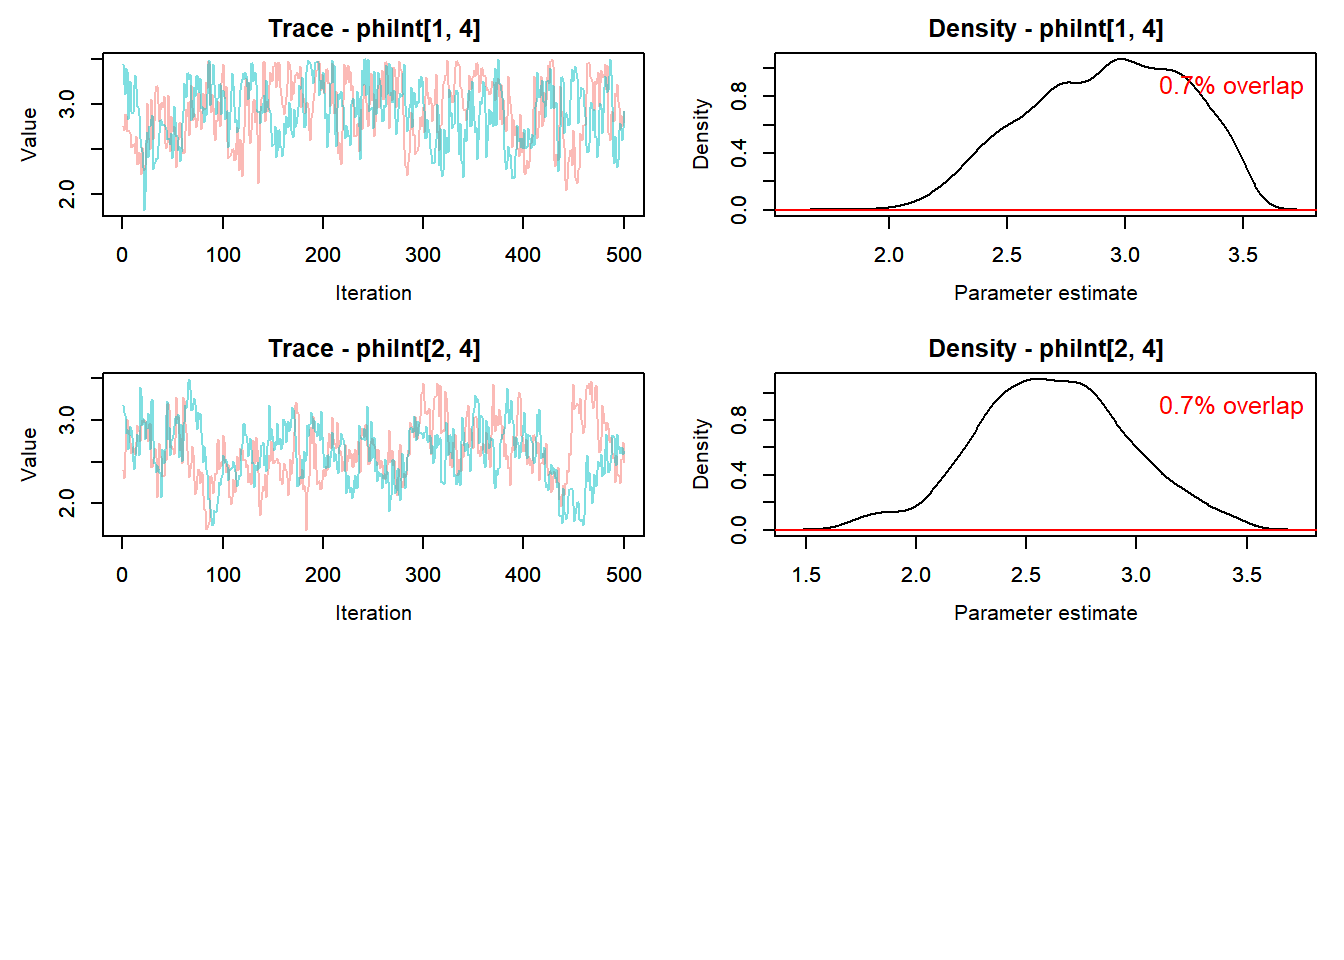 Trace - phiInt[1, 4]
Value
2.0
3.0
0
100
200
300
400
500
Iteration
Density - phiInt[1, 4]
0.7% overlap
Density
0.0
0.4
0.8
2.0
2.5
3.0
3.5
Parameter estimate
Trace - phiInt[2, 4]
Value
2.0
3.0
0
100
200
300
400
500
Iteration
Density - phiInt[2, 4]
0.7% overlap
Density
0.0
0.4
0.8
1.5
2.0
2.5
3.0
3.5
Parameter estimate